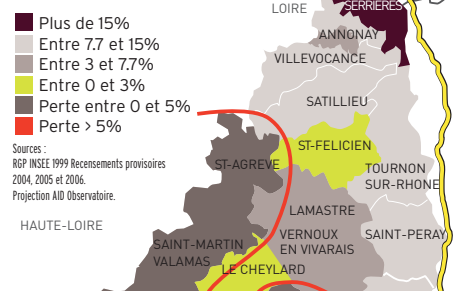 LOIRE
SERRIÈRES
Plus de 15%
Entre 7.7 et 15%
Entre 3 et 7.7%
Entre 0 et 3%
Perte entre 0 et 5%
Perte > 5%
Sources :
RGP INSEE 1999 Recensements provisoires
2004, 2005 et 2006.
Projection AID Observatoire.
ANNONAY
VILLEVOCANCE
SATILLIEU
ST-FELICIEN
ST-AGREVE
TOURNON
SUR-RHONE
LAMASTRE
HAUTE-LOIRE
VERNOUX
EN VIVARAIS
SAINT-PERAY
SAINT-MARTIN
VALAMAS
LE CHEYLARD